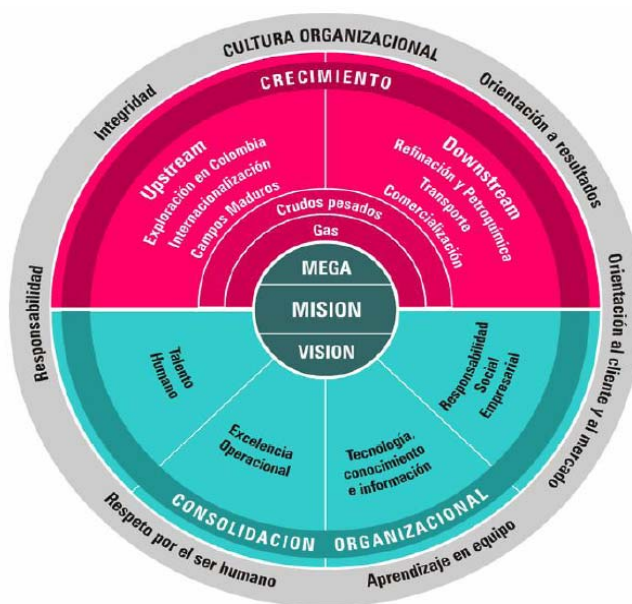 CULTURA ORGANIZACIONAL
Integridad
Orientación a resultados
CRECIMIENTO
Upstream
Exploración en Colombia
Internacionalización
Campos Maduros
Downstream
Refinación y Petroquímica
Transporte
Comercialización
Crudos pesados
Gas
MEGA
MISION
VISION
Responsabilidad
Orientación al cliente y al mercado
Talento
Humano
Excelencia
Operacional
Tecnología,
conocimiento
e información
Responsabilidad
Social
Empresarial
CONSOLIDACION ORGANIZACIONAL
Respeto por el ser humano
Aprendizaje en equipo